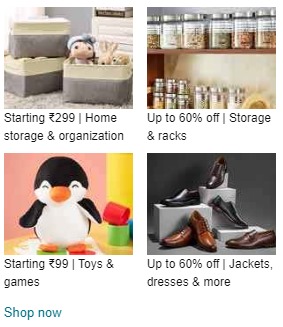 Starting ₹299 | Home
storage & organization
Up to 60% off | Storage
& racks
Starting ₹99 | Toys &
games
Up to 60% off | Jackets,
dresses & more
Shop now